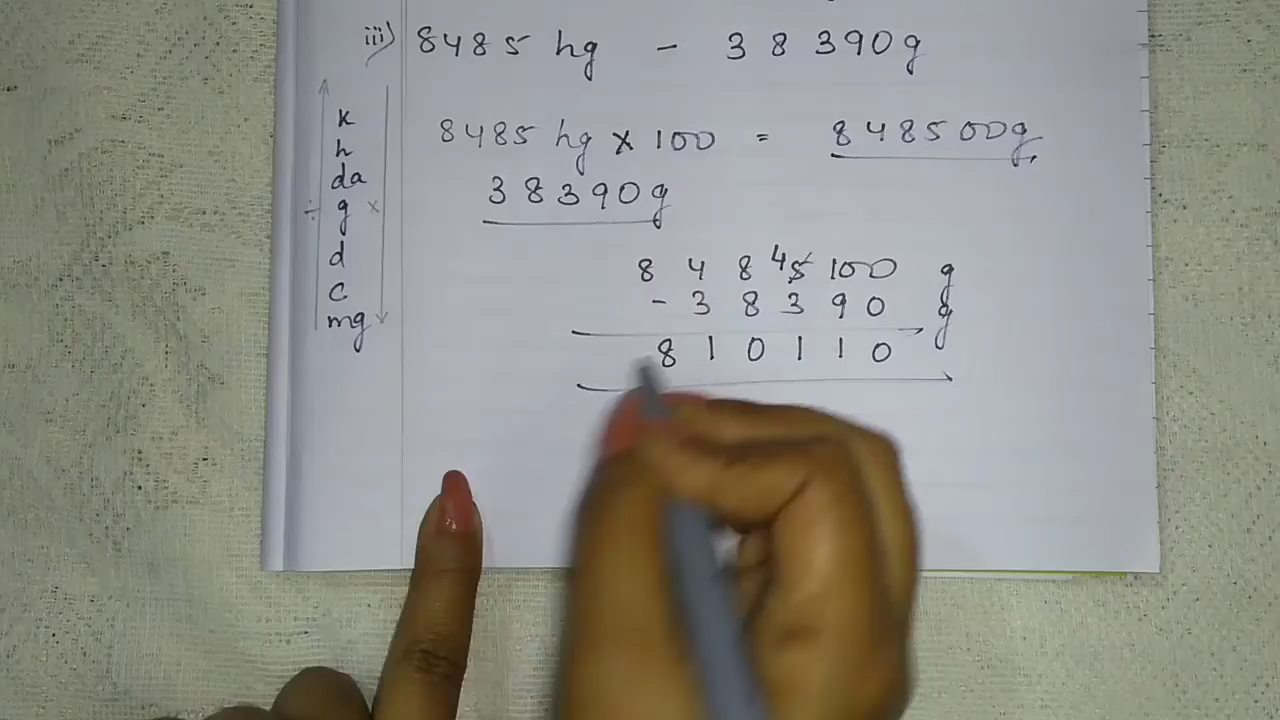 iii) 8485 hg - 38390g
k
h
da
÷ g ×
d
c
mg
8485 hg × 100 = 848500g
38390g
8 4 8 4 5 100 g
- 3 8 3 9 0 g
8 1 0 1 1 0